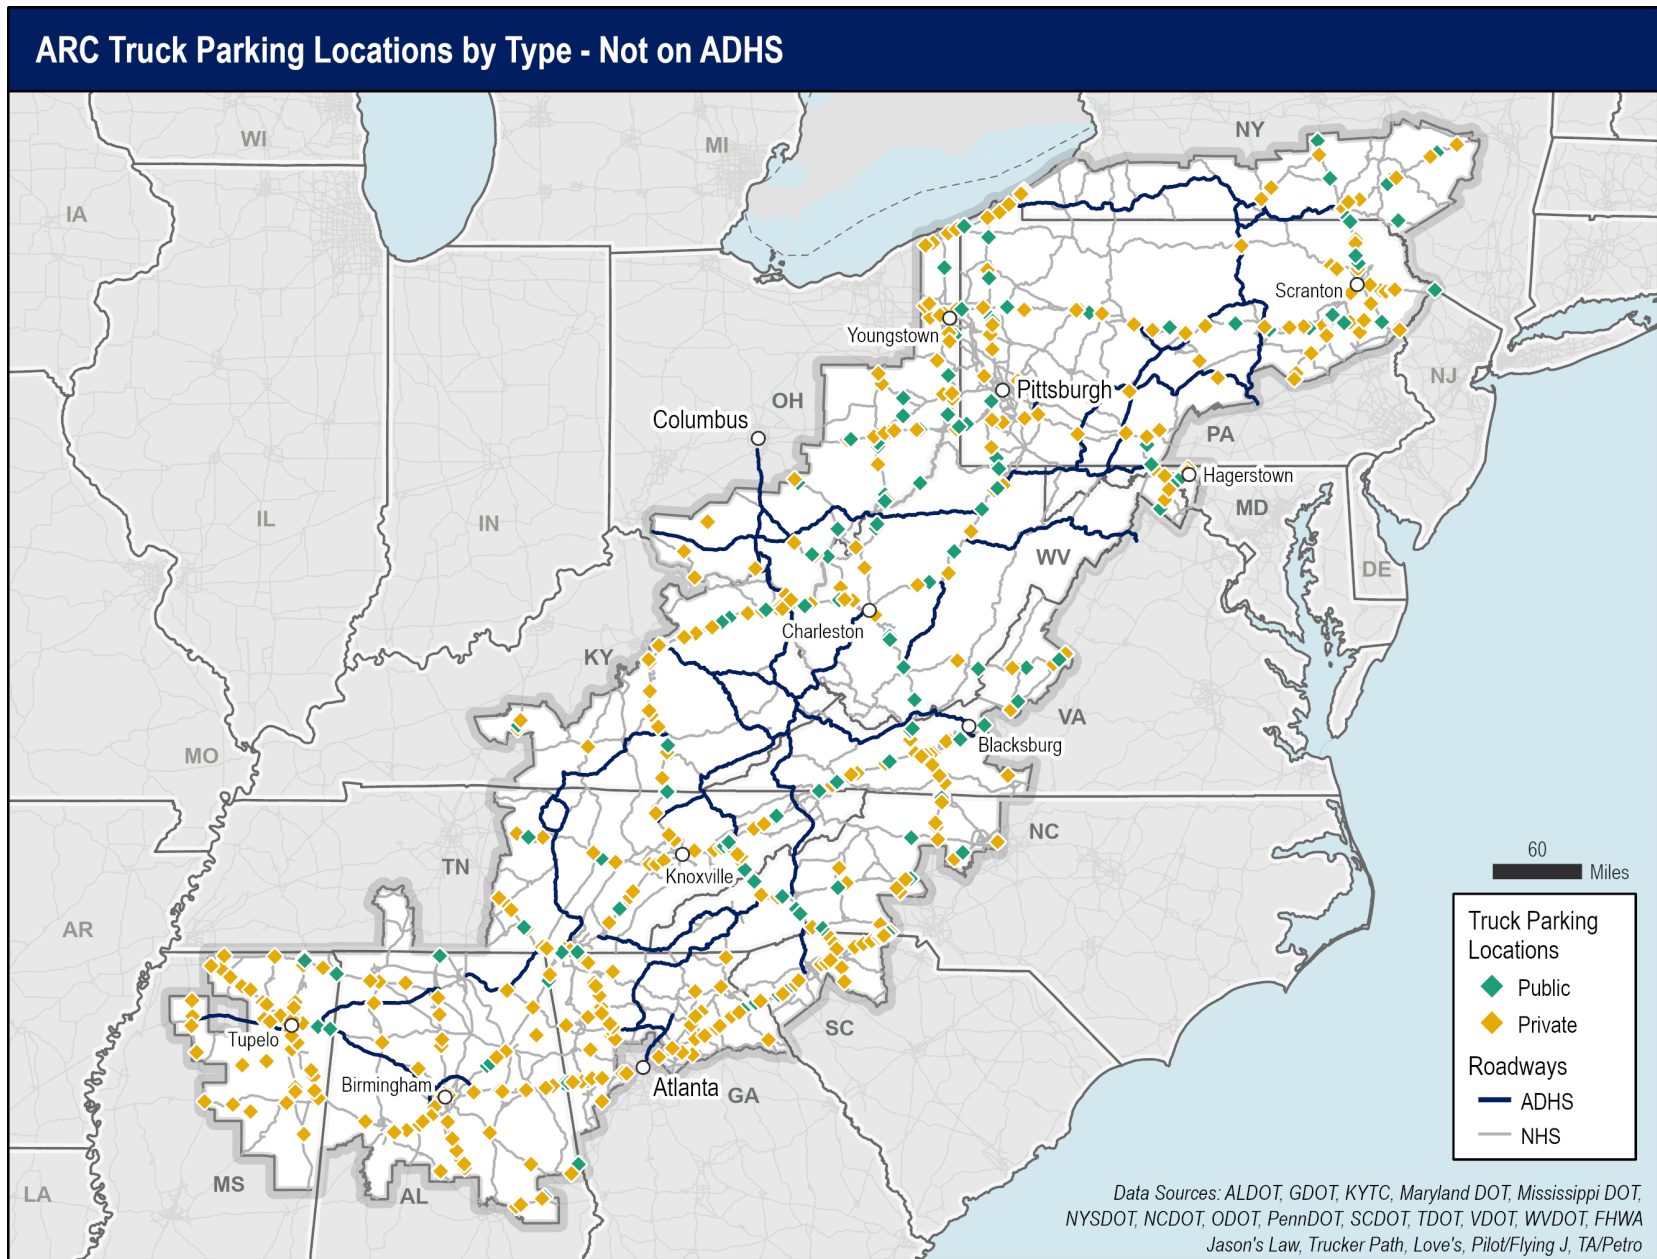 ARC Truck Parking Locations by Type - Not on ADHS
WI
MI
NY
IA
Scranton
Youngstown
NJ
Pittsburgh
OH
Columbus
PA
Hagerstown
MD
IL
IN
WV
DE
Charleston
KY
VA
Blacksburg
MO
NC
TN
Knoxville
60
Miles
AR
Truck Parking
Locations
Public
Private
Roadways
ADHS
NHS
SC
Tupelo
Birmingham
Atlanta
GA
MS
AL
LA
Data Sources: ALDOT, GDOT, KYTC, Maryland DOT, Mississippi DOT,
NYSDOT, NCDOT, ODOT, PennDOT, SCDOT, TDOT, VDOT, WVDOT, FHWA
Jason's Law, Trucker Path, Love's, Pilot/Flying J, TA/Petro